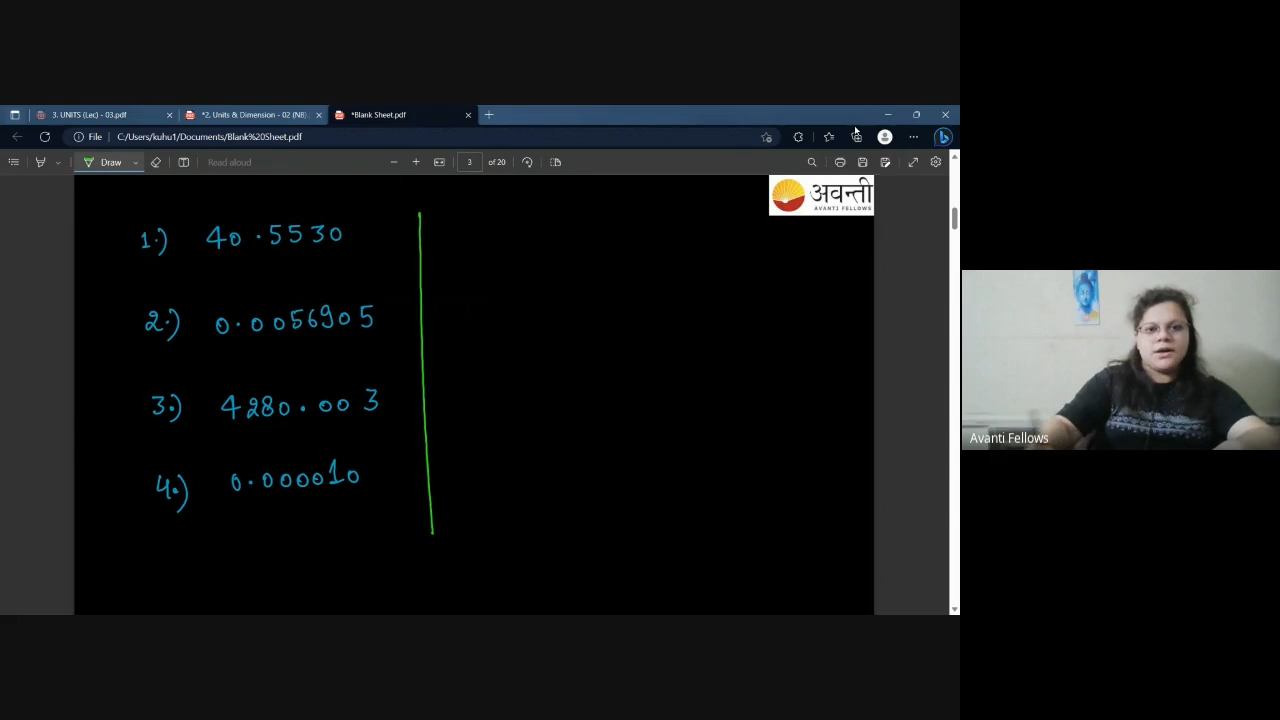 3. UNITS (Lec) - 03.pdf
*2. Units & Dimension - 02 (NB)
*Blank Sheet.pdf
File C:/Users/kuhu1/Documents/Blank%20Sheet.pdf
Draw Read aloud 3 of 20
अवन्ती
AVANTI FELLOWS
1.) 40.5530
2.) 0.0056905
3.) 4280.003
4.) 0.000010
Avanti Fellows